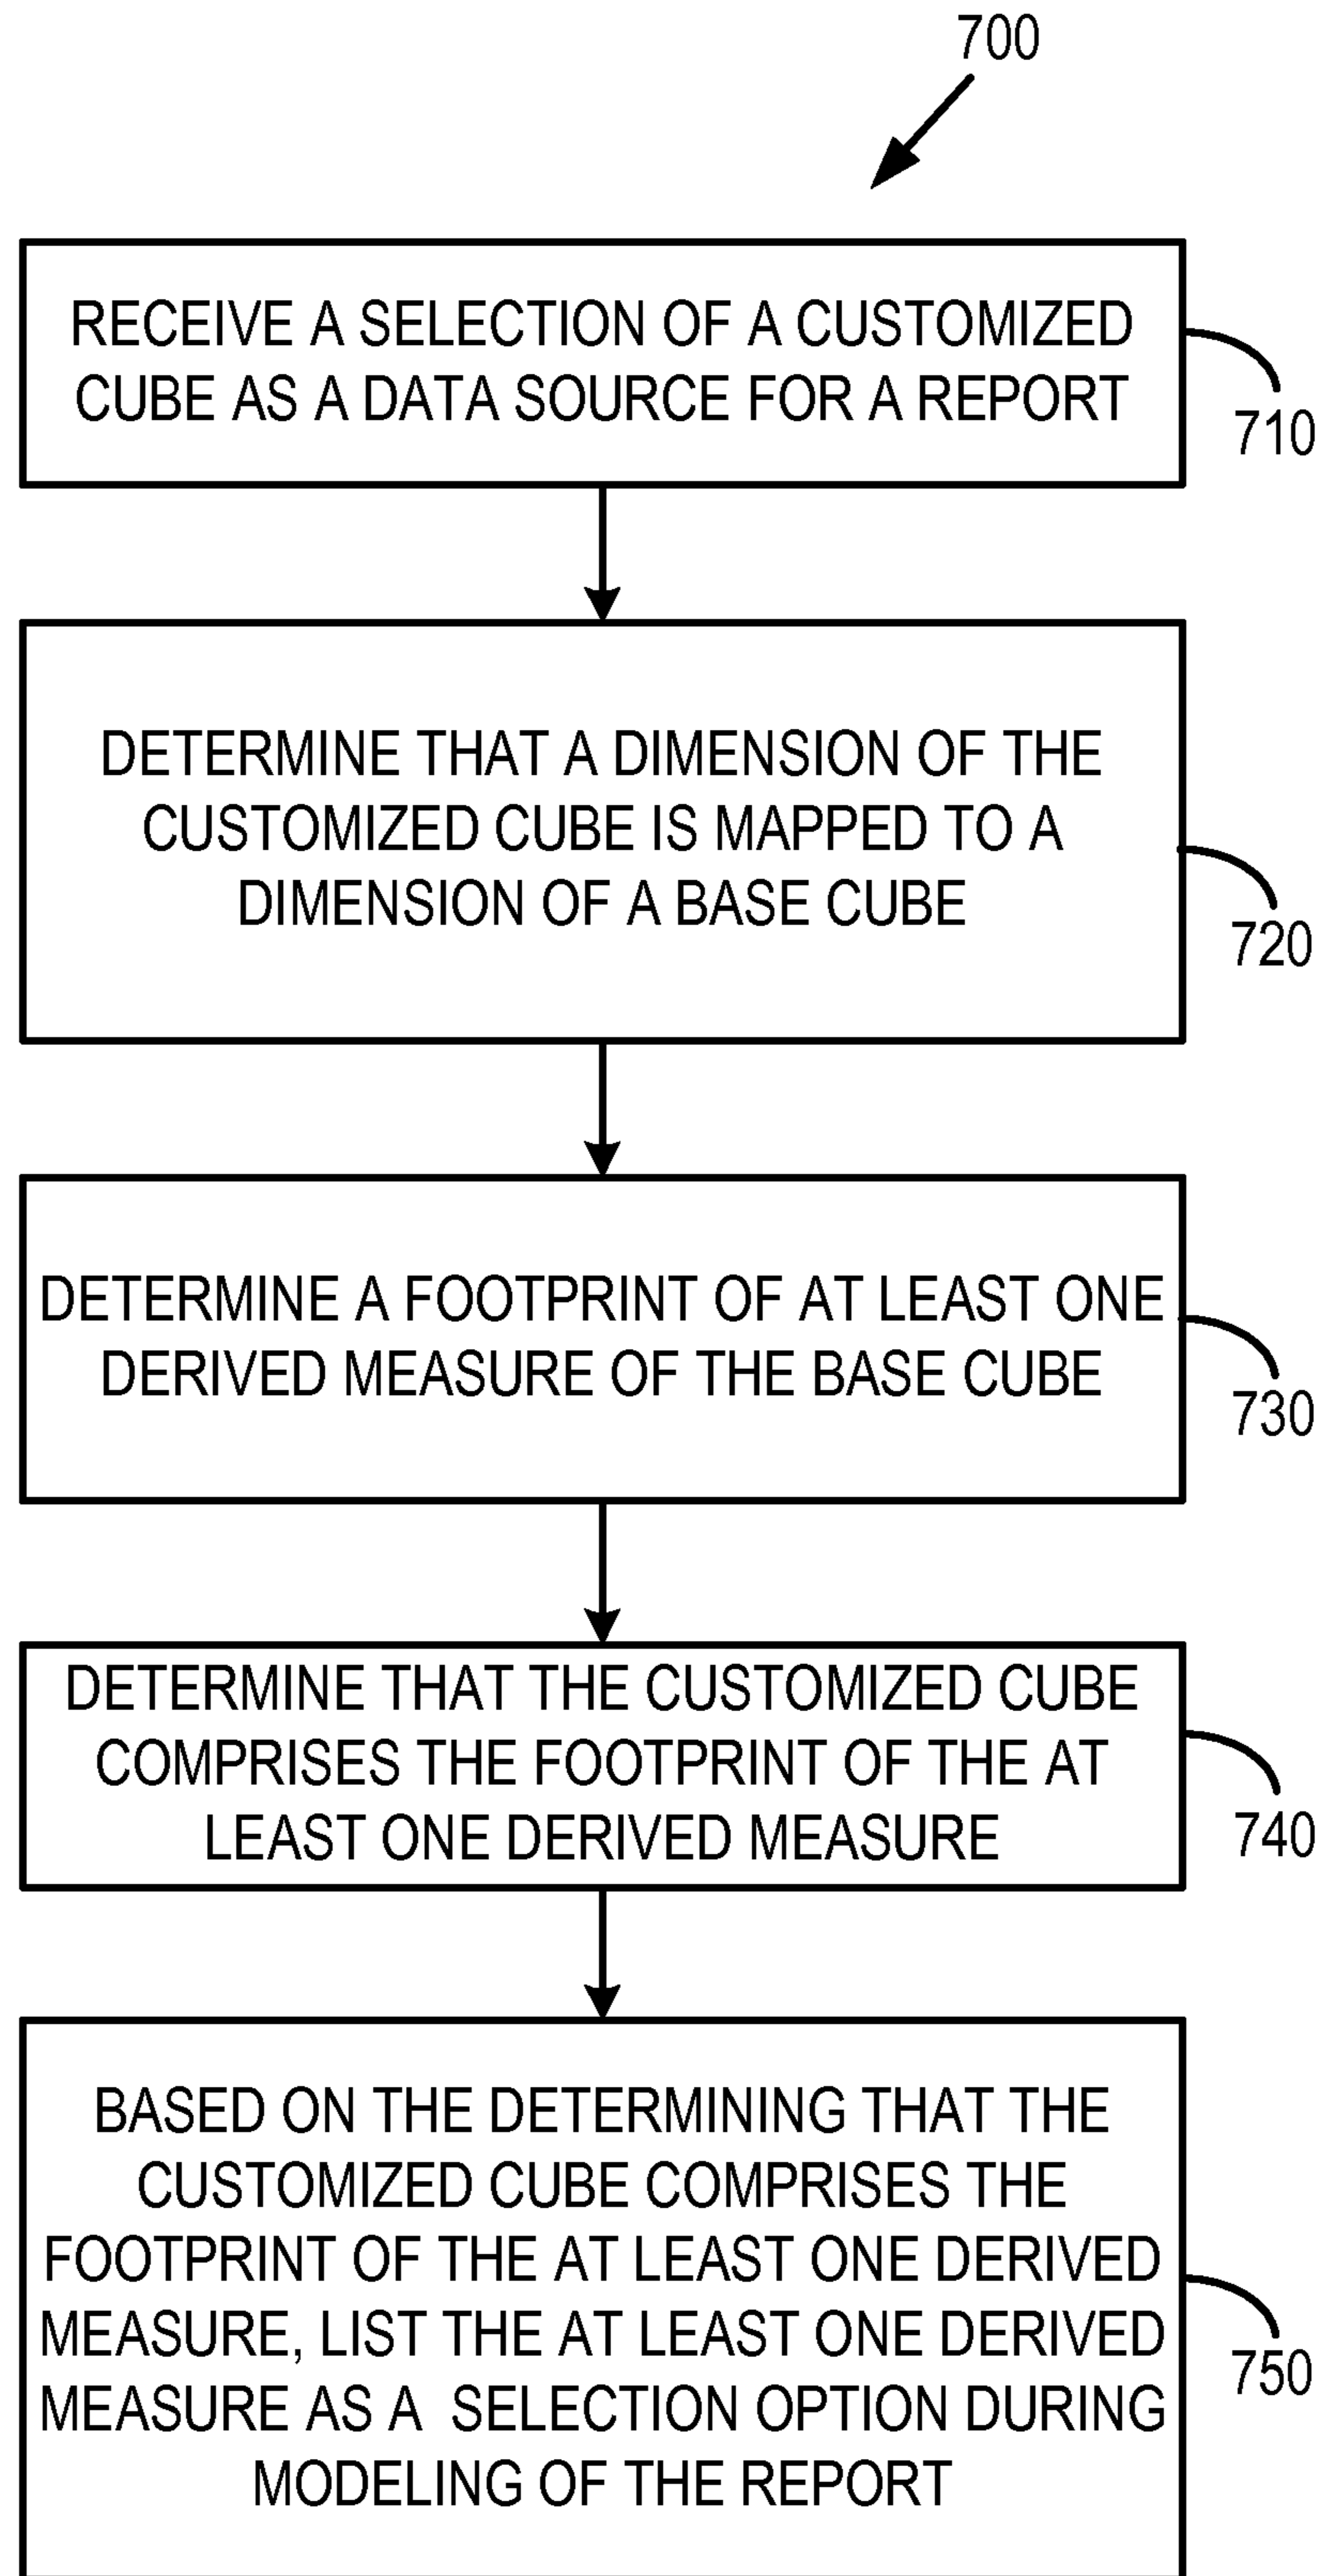 700
RECEIVE A SELECTION OF A CUSTOMIZED
CUBE AS A DATA SOURCE FOR A REPORT
710
DETERMINE THAT A DIMENSION OF THE
CUSTOMIZED CUBE IS MAPPED TO A
DIMENSION OF A BASE CUBE
720
DETERMINE A FOOTPRINT OF AT LEAST ONE
DERIVED MEASURE OF THE BASE CUBE
730
DETERMINE THAT THE CUSTOMIZED CUBE
COMPRISES THE FOOTPRINT OF THE AT
LEAST ONE DERIVED MEASURE
740
BASED ON THE DETERMINING THAT THE
CUSTOMIZED CUBE COMPRISES THE
FOOTPRINT OF THE AT LEAST ONE DERIVED
MEASURE, LIST THE AT LEAST ONE DERIVED
MEASURE AS A SELECTION OPTION DURING
MODELING OF THE REPORT
750